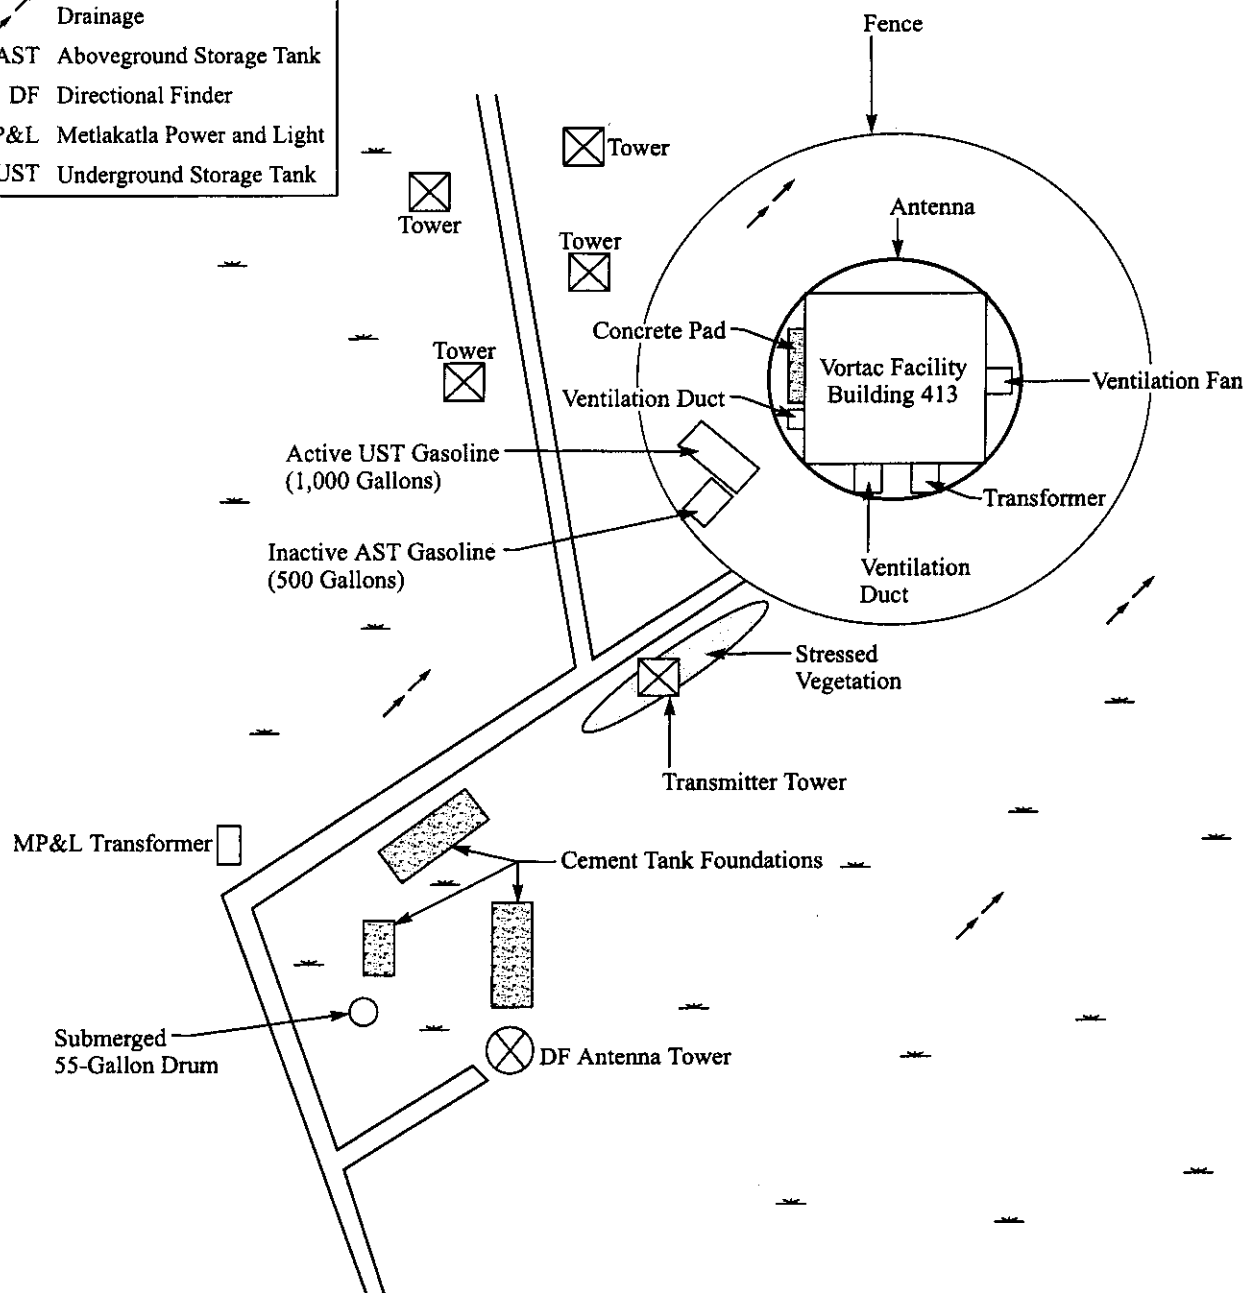 Drainage
AST Aboveground Storage Tank
DF Directional Finder
P&L Metlakatla Power and Light
UST Underground Storage Tank
Fence
Tower
Tower
Antenna
Tower
Concrete Pad
Tower
Vortac Facility
Building 413
Ventilation Fan
Ventilation Duct
Active UST Gasoline
(1,000 Gallons)
Transformer
Inactive AST Gasoline
(500 Gallons)
Ventilation
Duct
Stressed
Vegetation
Transmitter Tower
MP&L Transformer
Cement Tank Foundations
Submerged
55-Gallon Drum
DF Antenna Tower